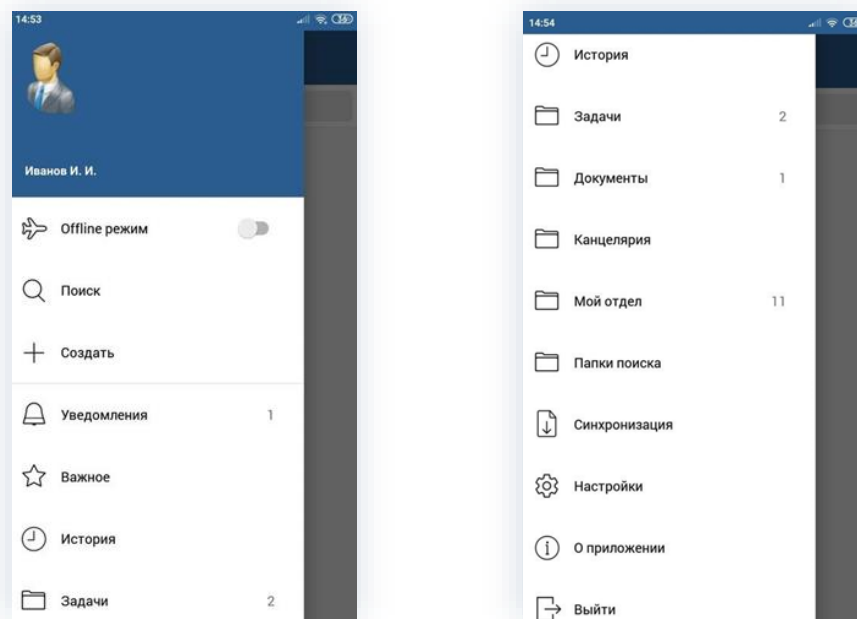 14:53
Иванов И. И.
Offline режим
Поиск
Создать
Уведомления 1
Важное
История
Задачи 2
14:54
История
Задачи 2
Документы 1
Канцелярия
Мой отдел 11
Папки поиска
Синхронизация
Настройки
О приложении
Выйти